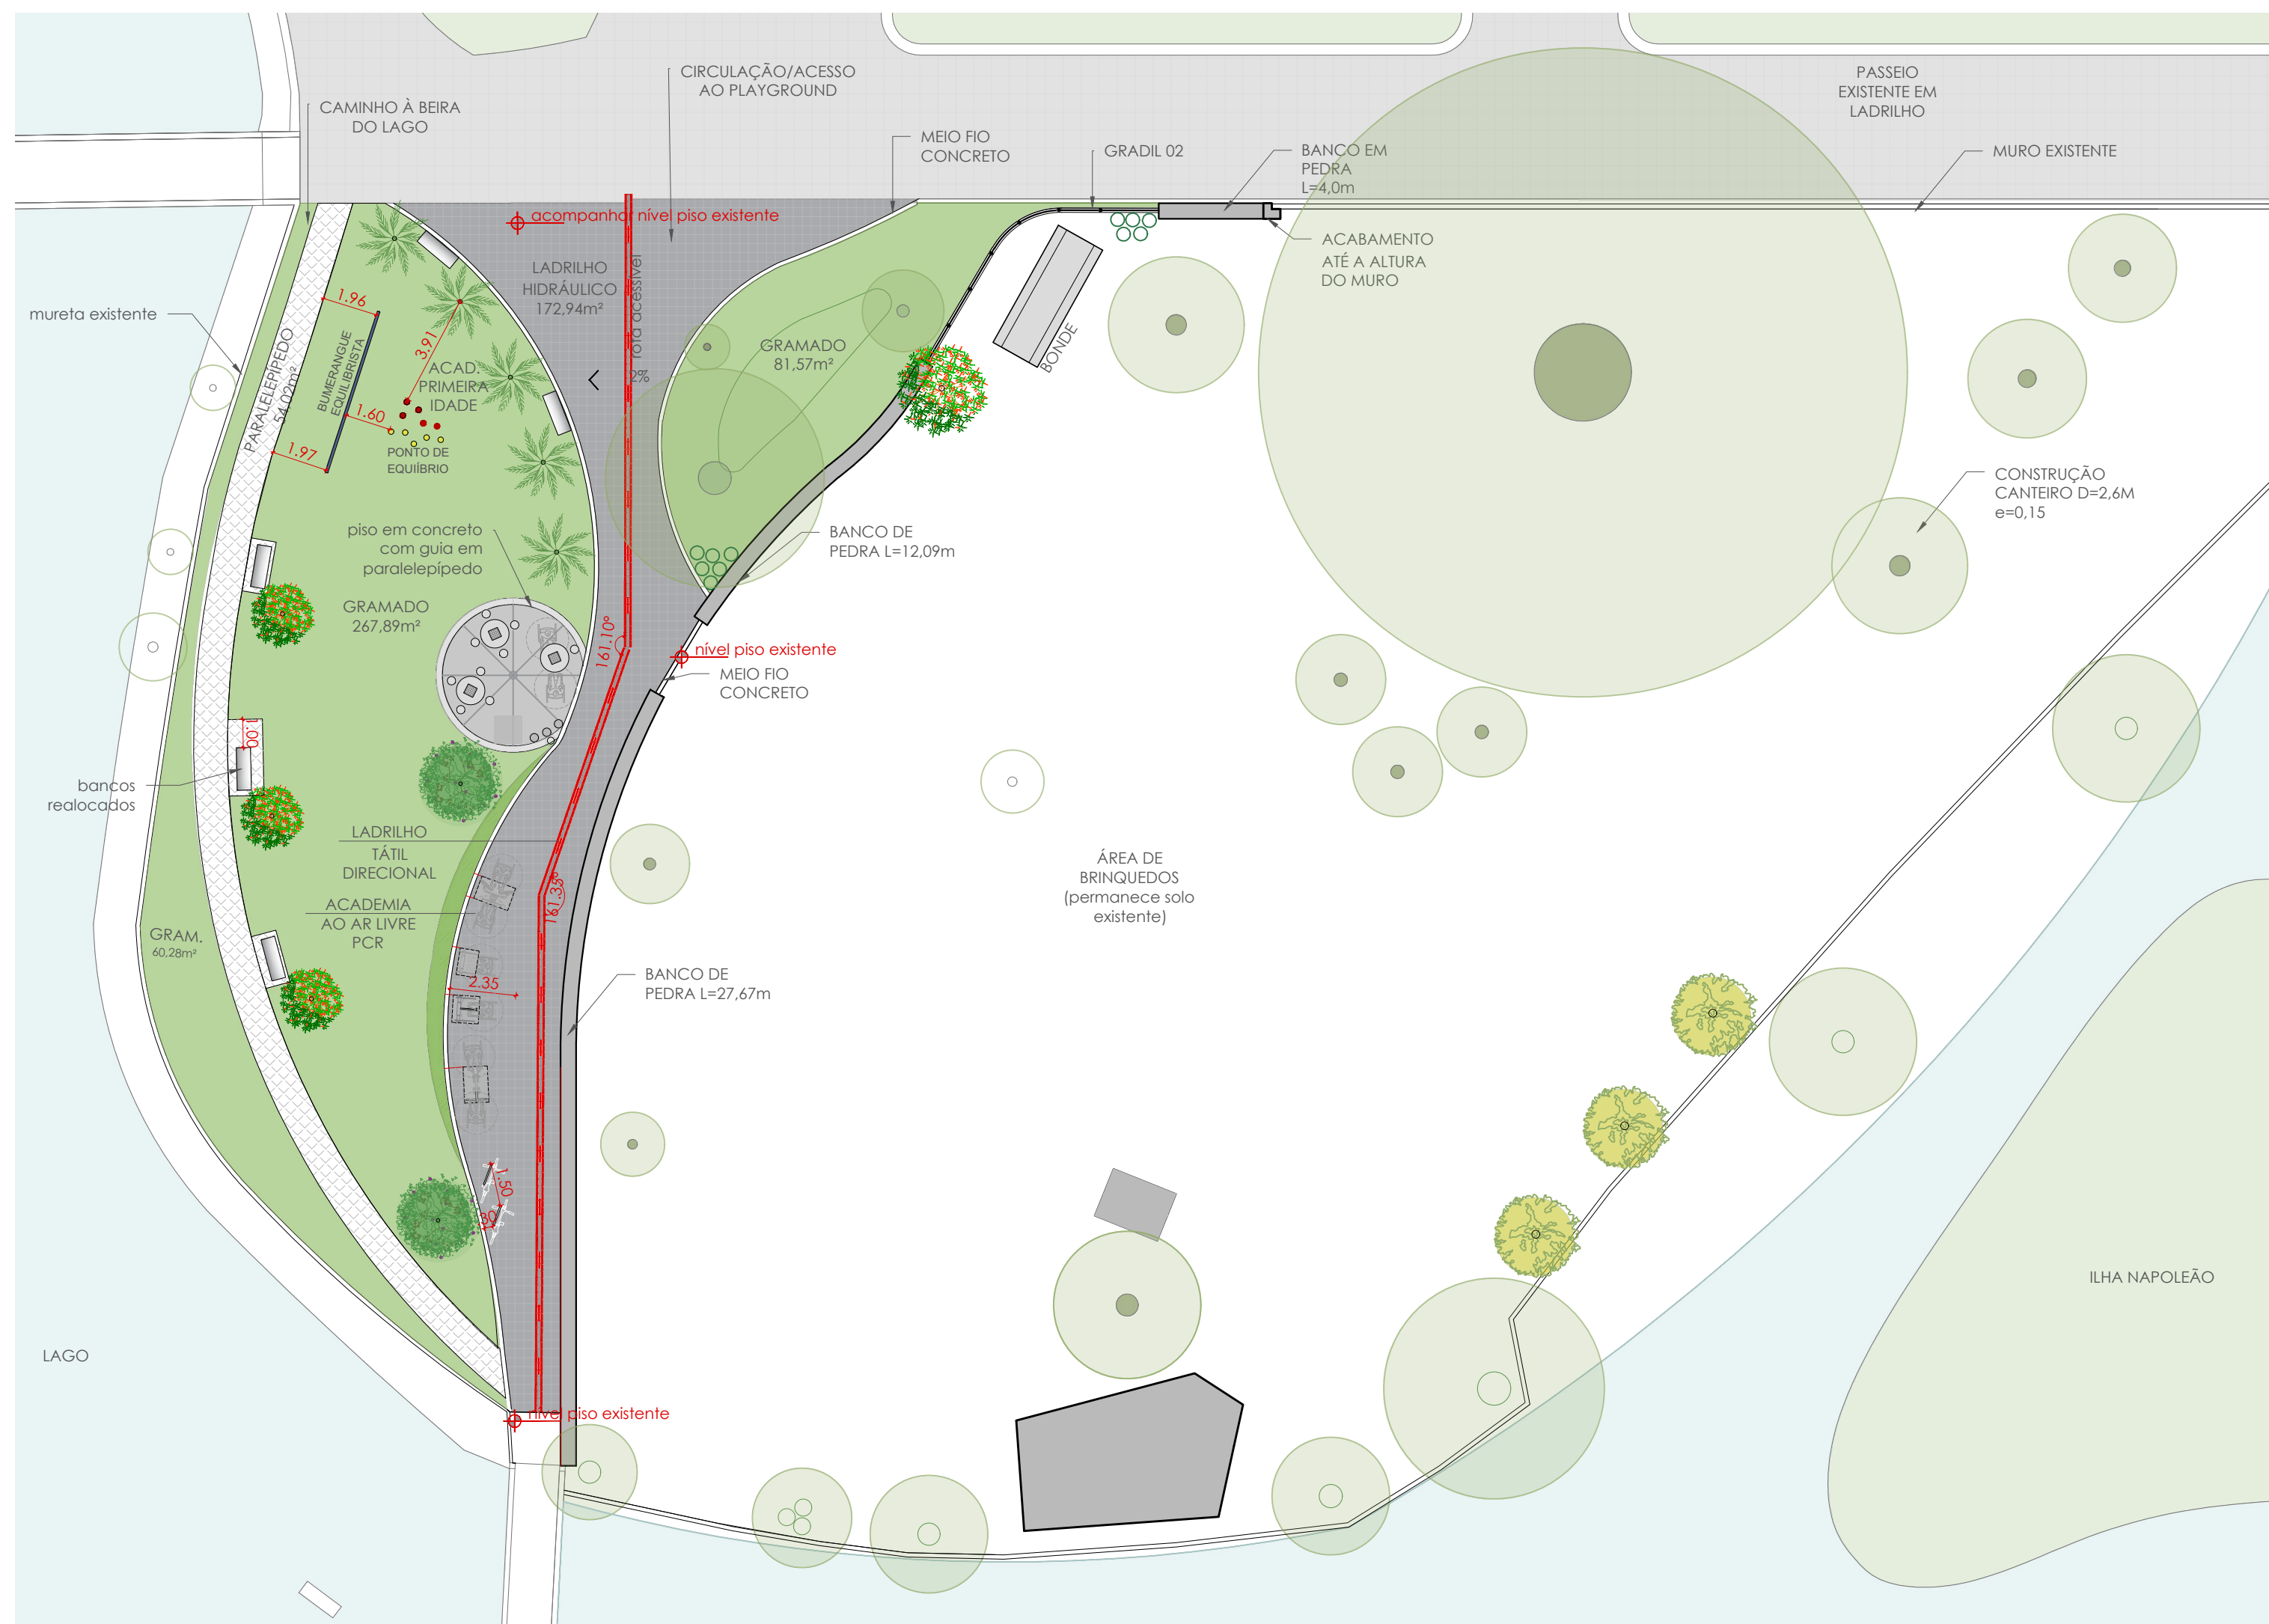 CIRCULAÇÃO/ACESSO
AO PLAYGROUND
PASSEIO
EXISTENTE EM
LADRILHO
CAMINHO À BEIRA
DO LAGO
MEIO FIO
CONCRETO
GRADIL 02
BANCO EM
PEDRA
L=4,0m
MURO EXISTENTE
acompanhar nível piso existente
ACABAMENTO
ATÉ A ALTURA
DO MURO
LADRILHO
HIDRÁULICO
172,94m²
rota acessível
2%
mureta existente
1.96
3.91
1.60
1.97
PARALELEPÍPEDO
54,02m²
BUMERANGUE
EQUILIBRISTA
ACAD.
PRIMEIRA
IDADE
PONTO DE
EQUIÍBRIO
GRAMADO
81,57m²
BONDE
CONSTRUÇÃO
CANTEIRO D=2,6M
e=0,15
piso em concreto
com guia em
paralelepípedo
BANCO DE
PEDRA L=12,09m
GRAMADO
267,89m²
161.10°
nível piso existente
MEIO FIO
CONCRETO
1.00
bancos
realocados
LADRILHO
TÁTIL
DIRECIONAL
161.35°
ÁREA DE
BRINQUEDOS
(permanece solo
existente)
ACADEMIA
AO AR LIVRE
PCR
GRAM.
60,28m²
2.35
BANCO DE
PEDRA L=27,67m
1.50
.30
ILHA NAPOLEÃO
LAGO
nível piso existente